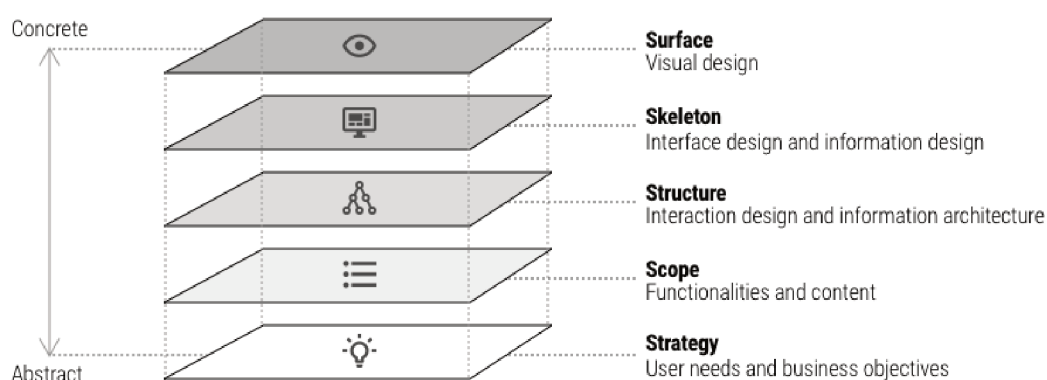 Concrete
Surface
Visual design
Skeleton
Interface design and information design
Structure
Interaction design and information architecture
Scope
Functionalities and content
Strategy
User needs and business objectives
Abstract